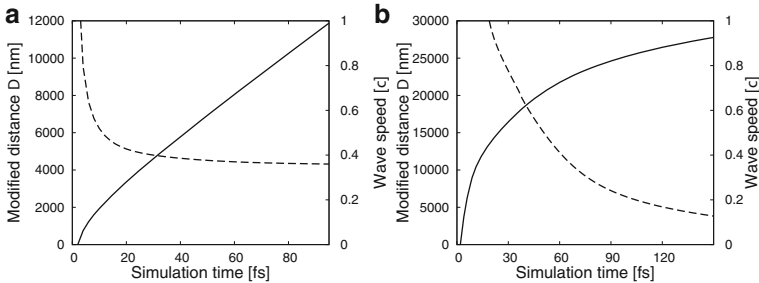 a
Modified distance D [nm]
12000
10000
8000
6000
4000
2000
0
0 20 40 60 80
Simulation time [fs]
1
0.8
0.6
0.4
0.2
0
Wave speed [c]
b
Modified distance D [nm]
30000
25000
20000
15000
10000
5000
0
0 30 60 90 120
Simulation time [fs]
1
0.8
0.6
0.4
0.2
0
Wave speed [c]